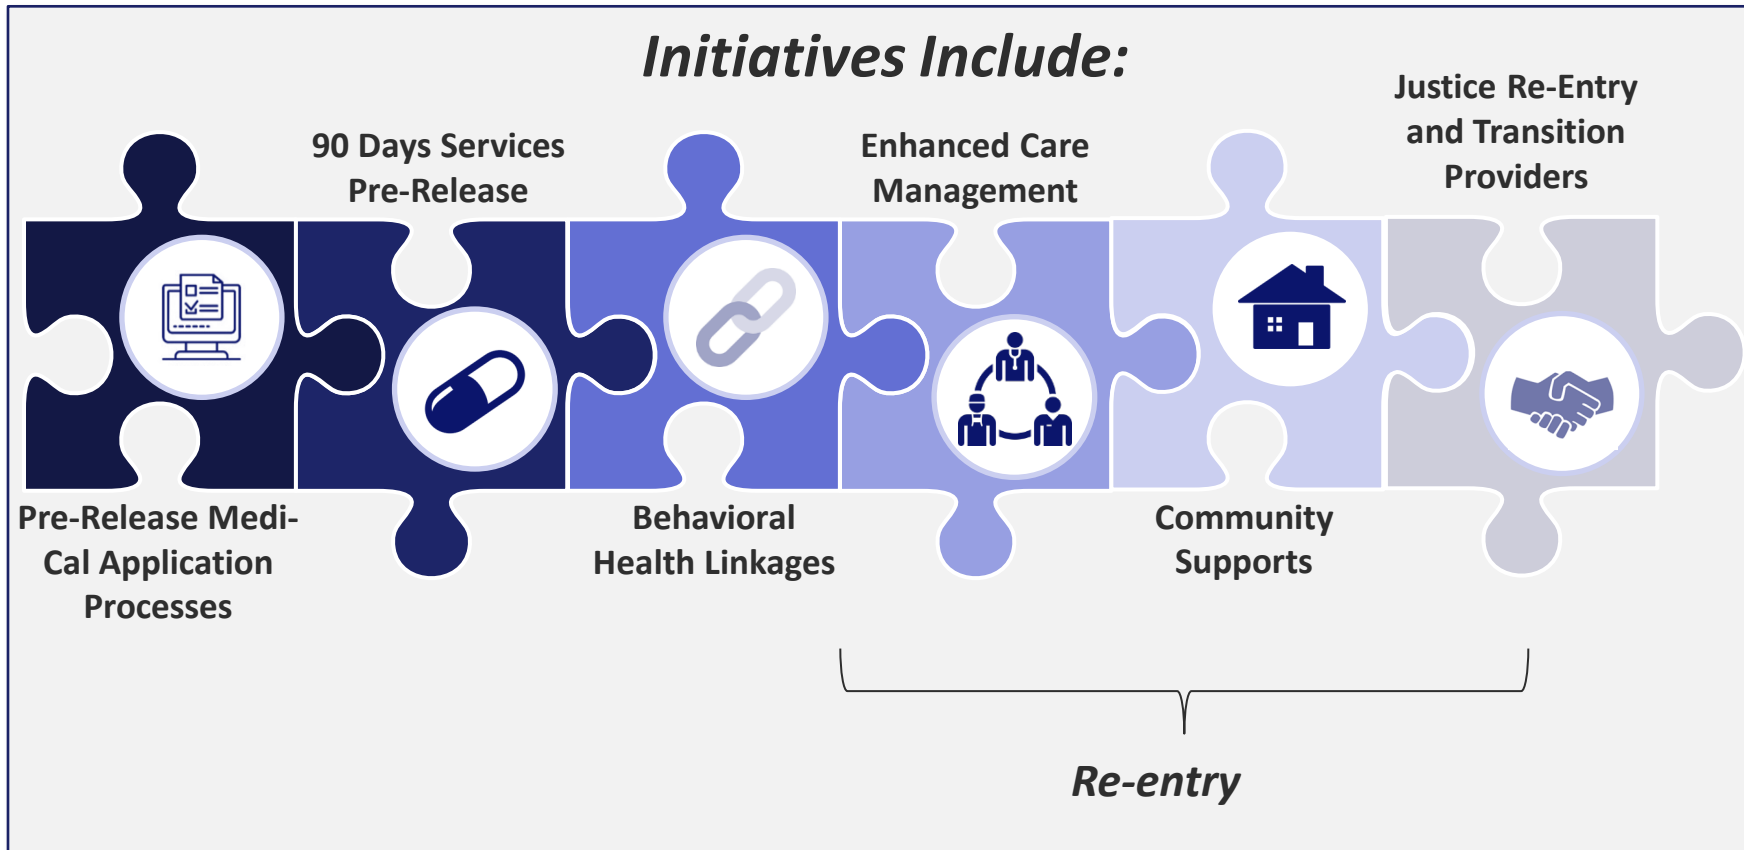 Initiatives Include:
Pre-Release Medi-
Cal Application
Processes
90 Days Services
Pre-Release
Behavioral
Health Linkages
Enhanced Care
Management
Community
Supports
Justice Re-Entry
and Transition
Providers
Re-entry